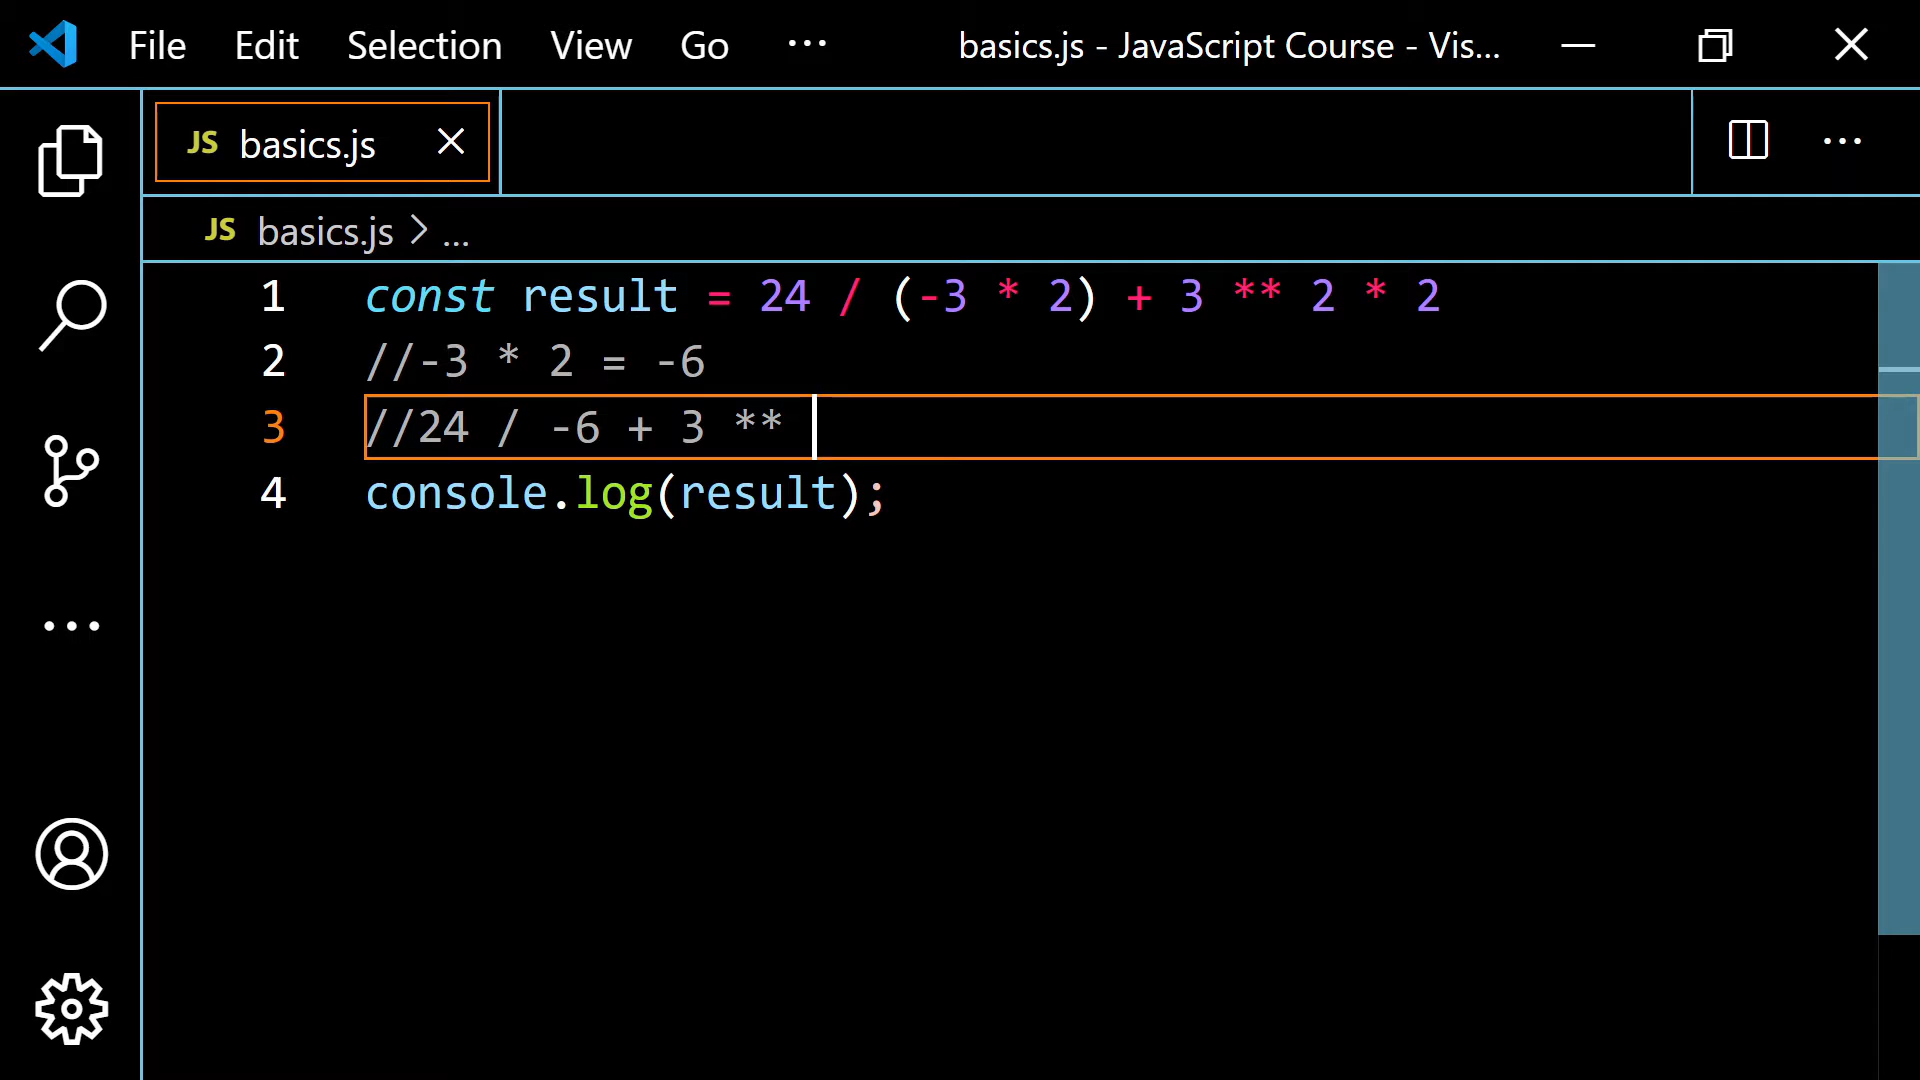 File Edit Selection View Go ··· basics.js - JavaScript Course - Vis...
JS basics.js
JS basics.js > ...
1 const result = 24 / (-3 * 2) + 3 ** 2 * 2
2 //-3 * 2 = -6
3 //24 / -6 + 3 **
4 console.log(result);